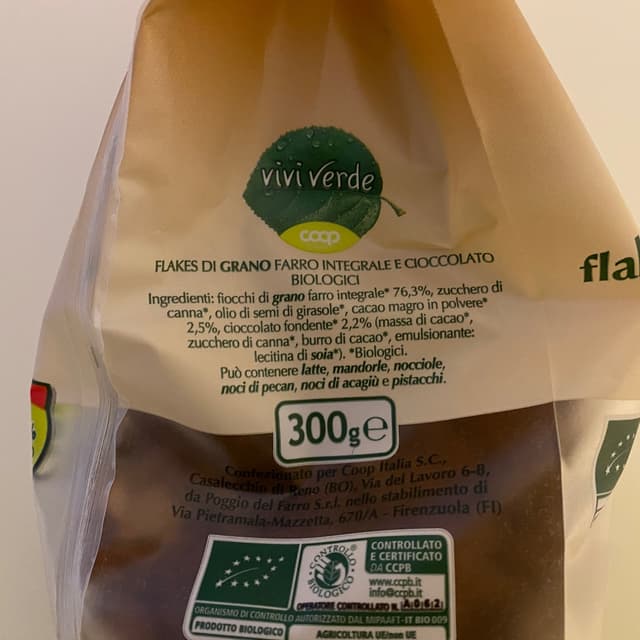 vivi verde
coop
FLAKES DI GRANO FARRO INTEGRALE E CIOCCOLATO
BIOLOGICI
Ingredienti: fiocchi di grano farro integrale* 76,3%, zucchero di
canna*, olio di semi di girasole*, cacao magro in polvere*
2,5%, cioccolato fondente* 2,2% (massa di cacao*,
zucchero di canna*, burro di cacao*, emulsionante:
lecitina di soia*). *Biologici.
Può contenere latte, mandorle, nocciole,
noci di pecan, noci di acagiù e pistacchi.
300g e
Confezionato per Coop Italia S.C.,
Casalecchio di Reno (BO), Via del Lavoro 6-8,
da Poggio del Farro S.r.l. nello stabilimento di
Via Pietramala-Mazzetta, 670/A - Firenzuola (FI)
CONTROLLO
BIOLOGICO
CONTROLLATO
E CERTIFICATO
DA CCPB
www.ccpb.it
info@ccpb.it
OPERATORE CONTROLLATO N. A062
ORGANISMO DI CONTROLLO AUTORIZZATO DAL MIPAAFT-IT BIO 009
PRODOTTO BIOLOGICO
AGRICOLTURA UE/non UE
fla
%